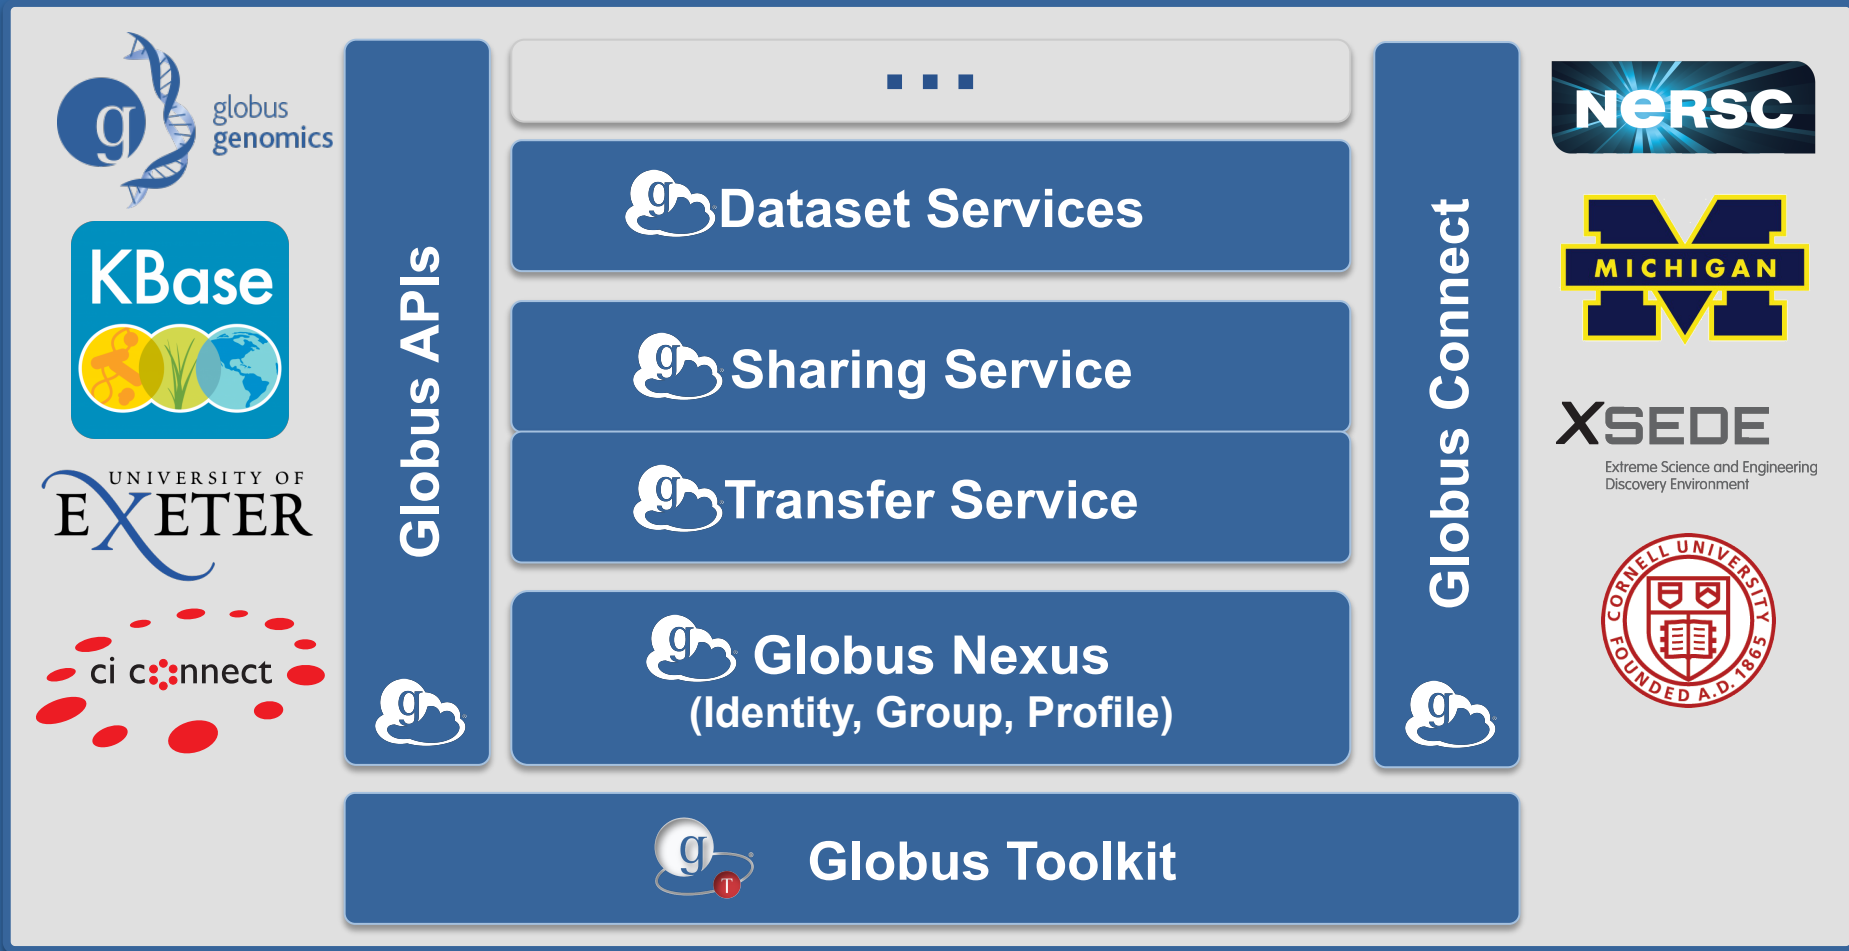 g
globus
genomics
KBase
UNIVERSITY OF
EXETER
ci connect
Globus APIs
g
...
g Dataset Services
g Sharing Service
g Transfer Service
g Globus Nexus
(Identity, Group, Profile)
g T Globus Toolkit
Globus Connect
g
NeRSC
MICHIGAN
XSEDE
Extreme Science and Engineering
Discovery Environment
CORNELL UNIVERSITY
FOUNDED A.D. 1865